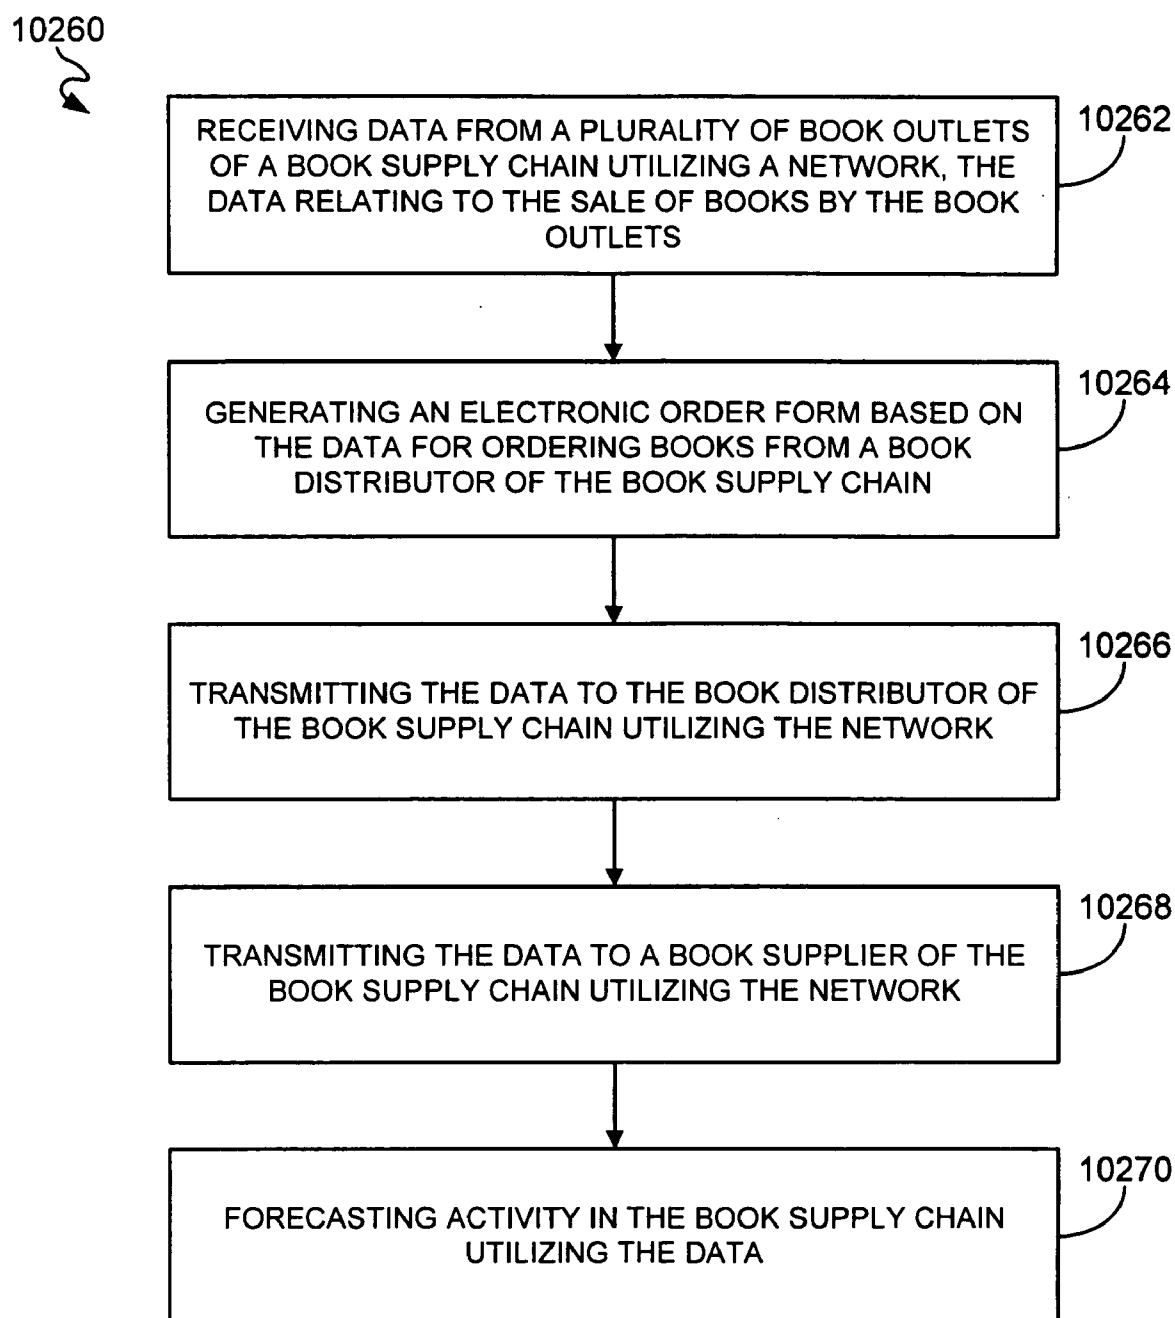 10260
RECEIVING DATA FROM A PLURALITY OF BOOK OUTLETS
OF A BOOK SUPPLY CHAIN UTILIZING A NETWORK, THE
DATA RELATING TO THE SALE OF BOOKS BY THE BOOK
OUTLETS
10262
GENERATING AN ELECTRONIC ORDER FORM BASED ON
THE DATA FOR ORDERING BOOKS FROM A BOOK
DISTRIBUTOR OF THE BOOK SUPPLY CHAIN
10264
TRANSMITTING THE DATA TO THE BOOK DISTRIBUTOR OF
THE BOOK SUPPLY CHAIN UTILIZING THE NETWORK
10266
TRANSMITTING THE DATA TO A BOOK SUPPLIER OF THE
BOOK SUPPLY CHAIN UTILIZING THE NETWORK
10268
FORECASTING ACTIVITY IN THE BOOK SUPPLY CHAIN
UTILIZING THE DATA
10270